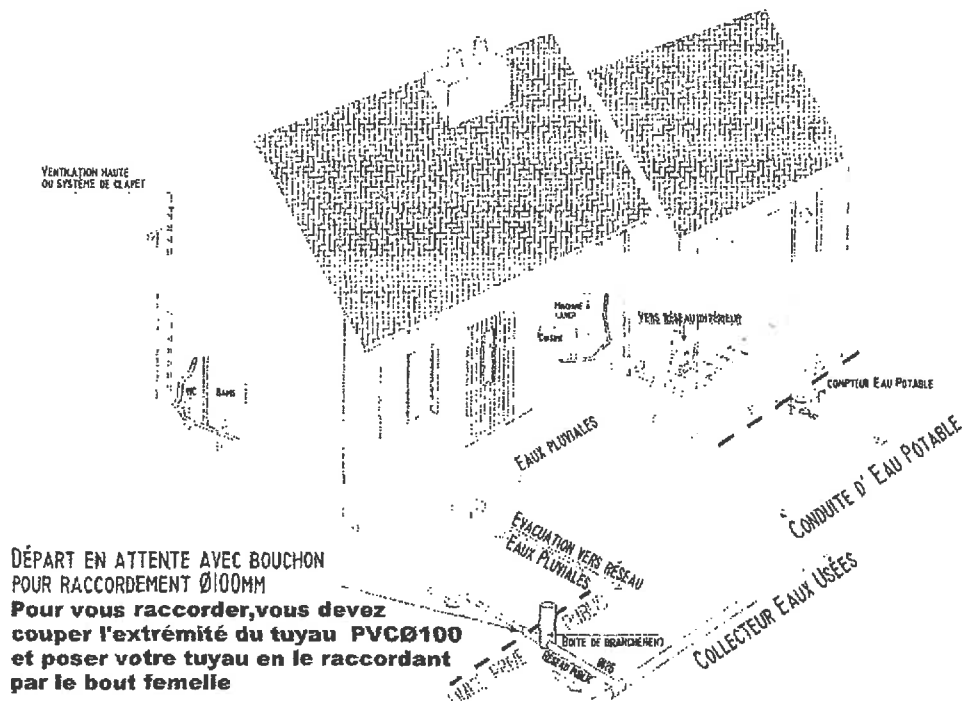 VENTILATION HAUTE
OU SYSTÈME DE CLAPET
MACHINE À
LAVER
VERS RÉSEAU INTÉRIEUR
WC
BAINS
COMPTEUR EAU POTABLE
EAUX PLUVIALES
CONDUITE D' EAU POTABLE
EVACUATION VERS RÉSEAU
EAUX PLUVIALES
DÉPART EN ATTENTE AVEC BOUCHON
POUR RACCORDEMENT Ø100MM
Pour vous raccorder,vous devez
couper l'extrémité du tuyau PVCØ100
et poser votre tuyau en le raccordant
par le bout femelle
BOITE DE BRANCHEMENT
RÉSEAU PUBLIC
COLLECTEUR EAUX USÉES